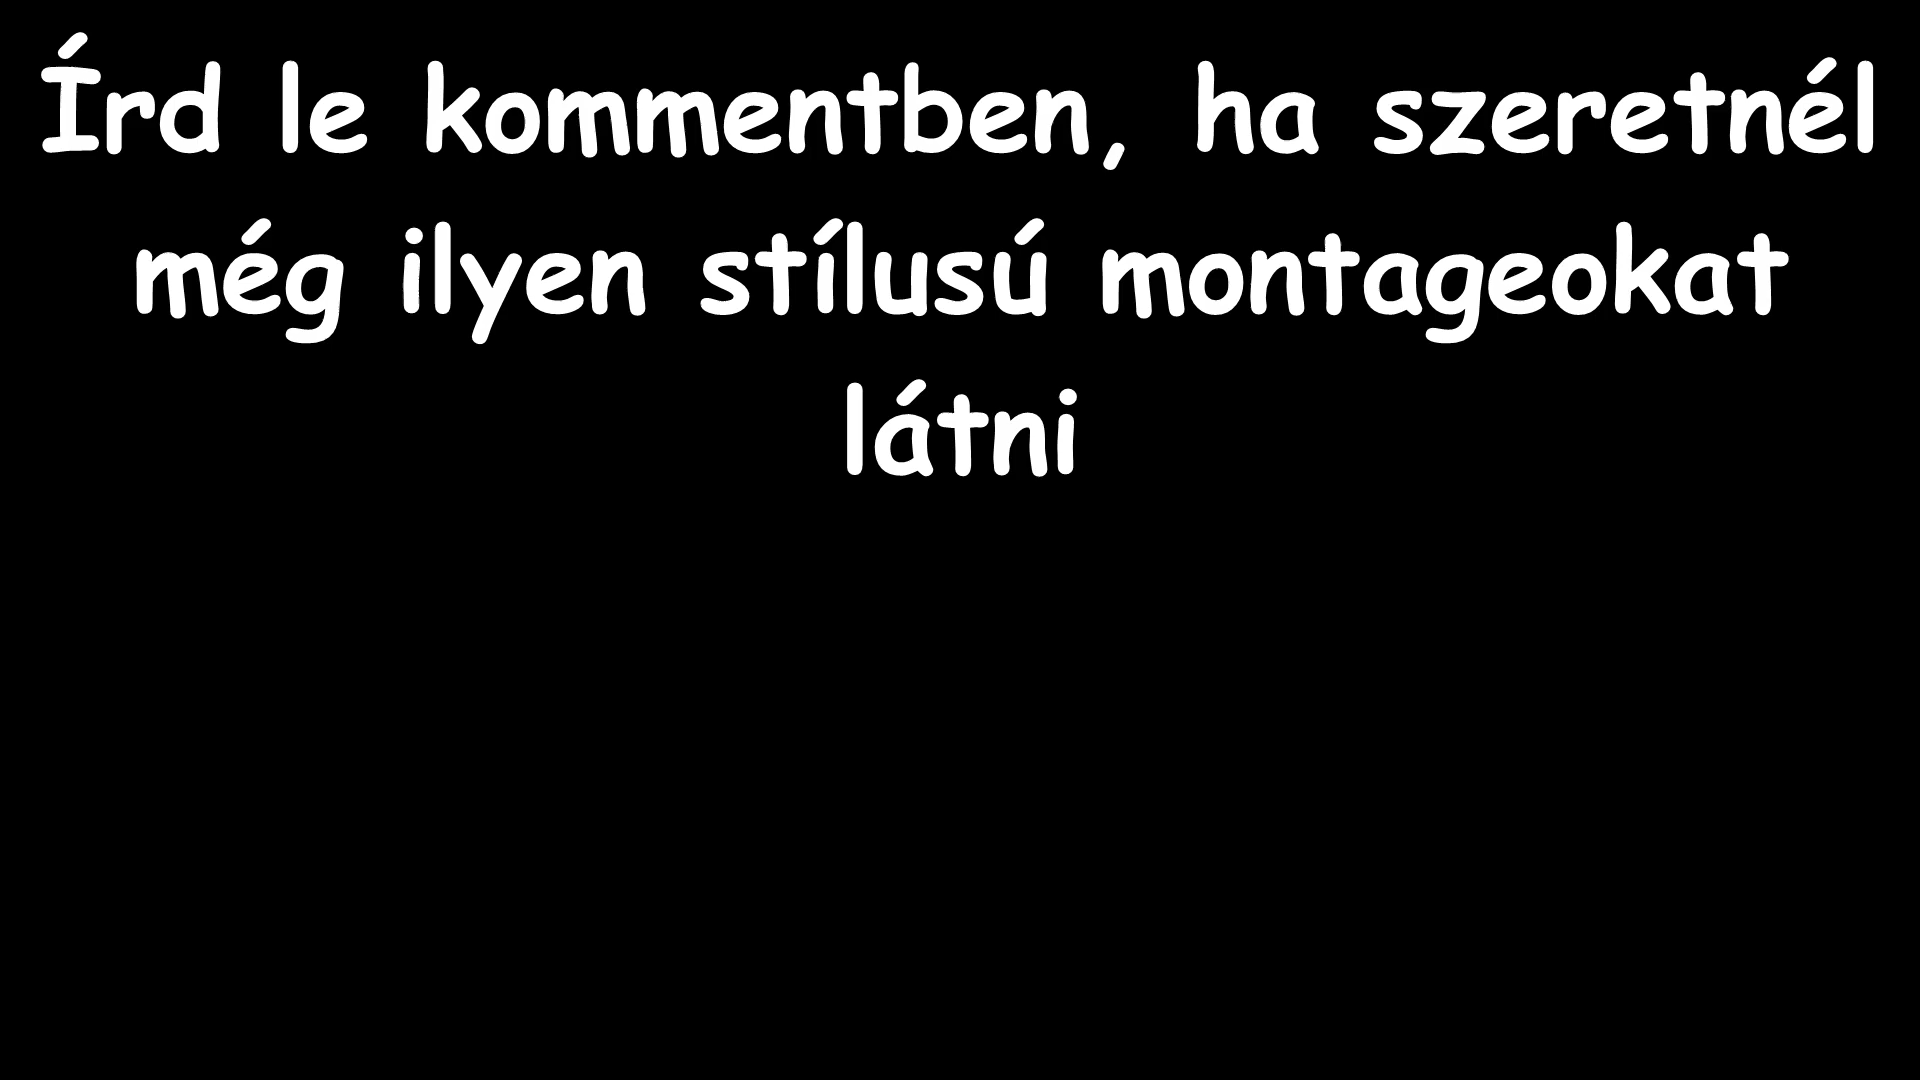 Írd le kommentben, ha szeretnél
még ilyen stílusú montageokat
látni